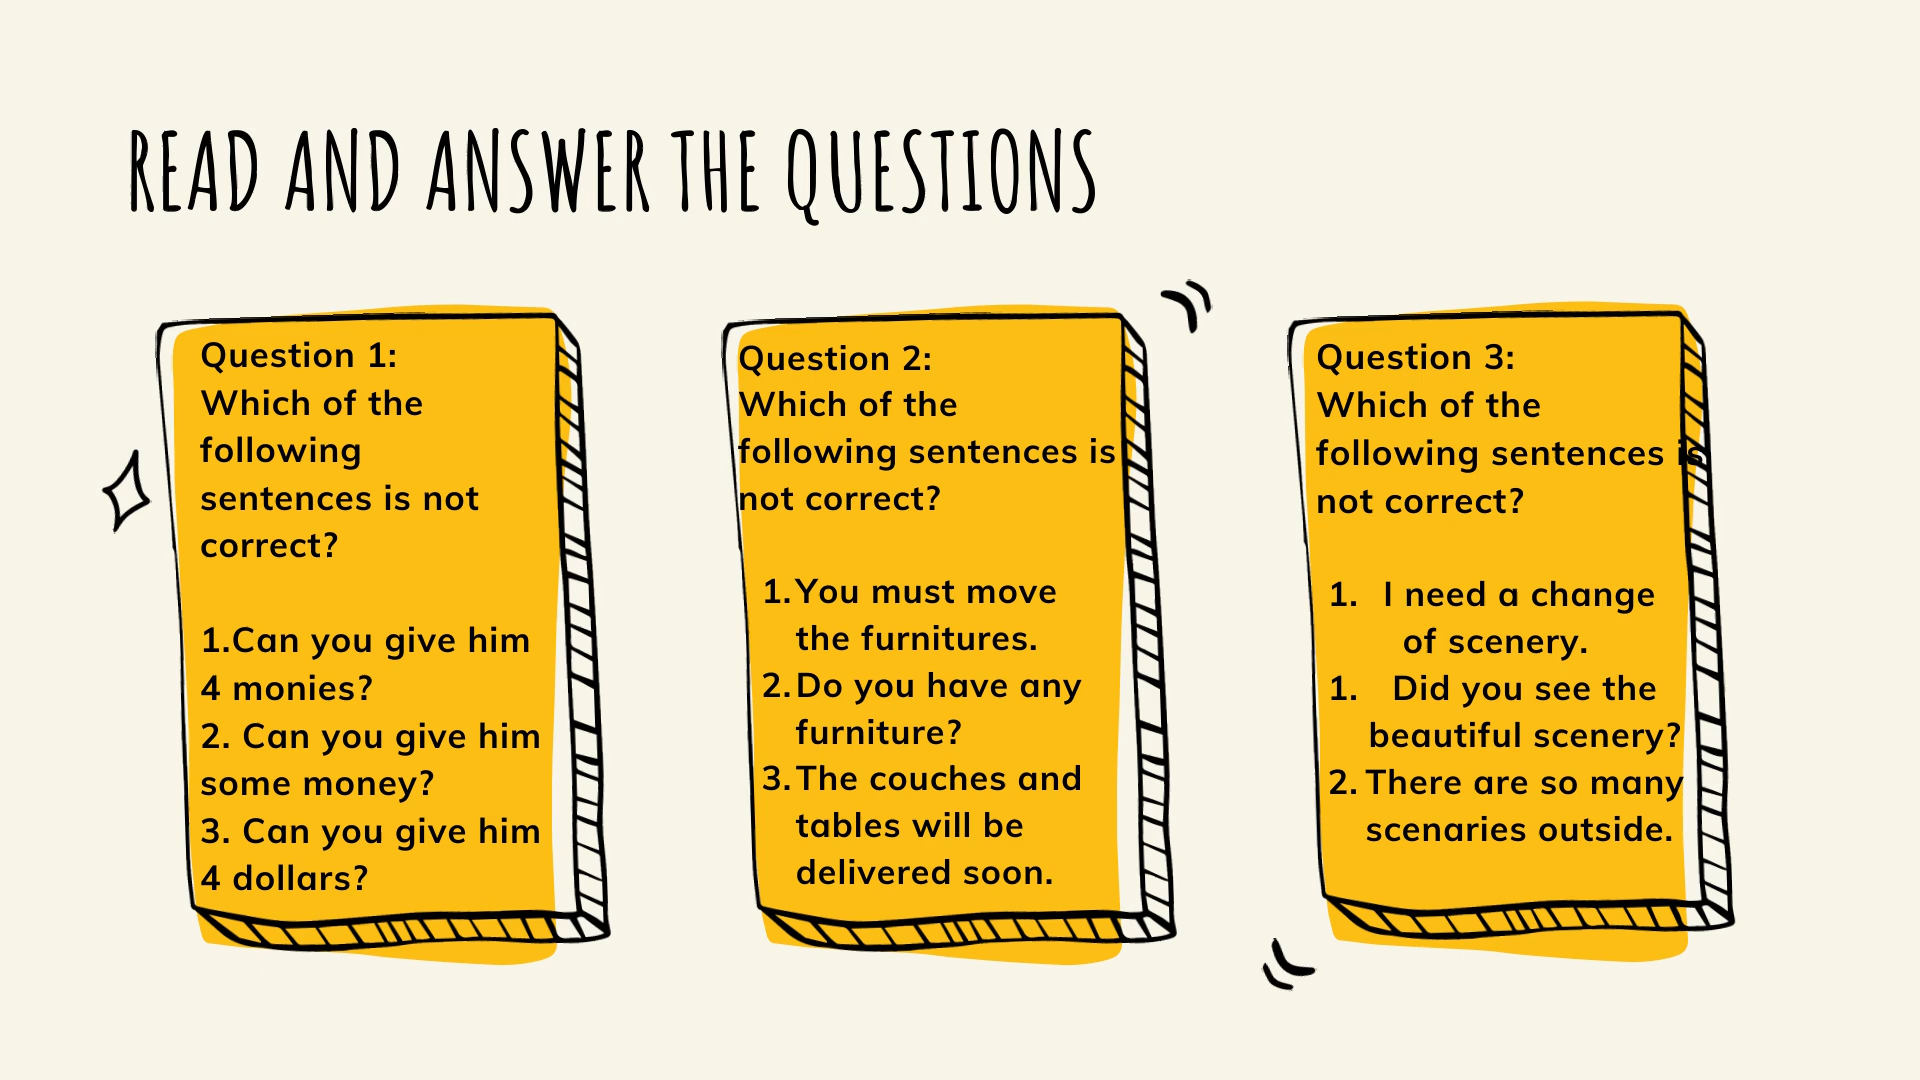 READ AND ANSWER THE QUESTIONS
Question 1:
Which of the
following
sentences is not
correct?
1.Can you give him
4 monies?
2. Can you give him
some money?
3. Can you give him
4 dollars?
Question 2:
Which of the
following sentences is
not correct?
1. You must move
the furnitures.
2. Do you have any
furniture?
3. The couches and
tables will be
delivered soon.
Question 3:
Which of the
following sentences is
not correct?
1. I need a change
of scenery.
1. Did you see the
beautiful scenery?
2. There are so many
scenaries outside.